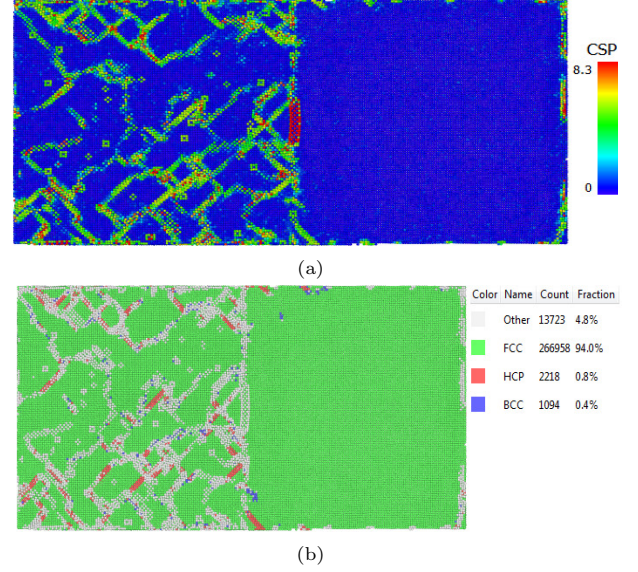 CSP
8.3
0
(a)
Color Name Count Fraction
Other 13723 4.8%
FCC 266958 94.0%
HCP 2218 0.8%
BCC 1094 0.4%
(b)